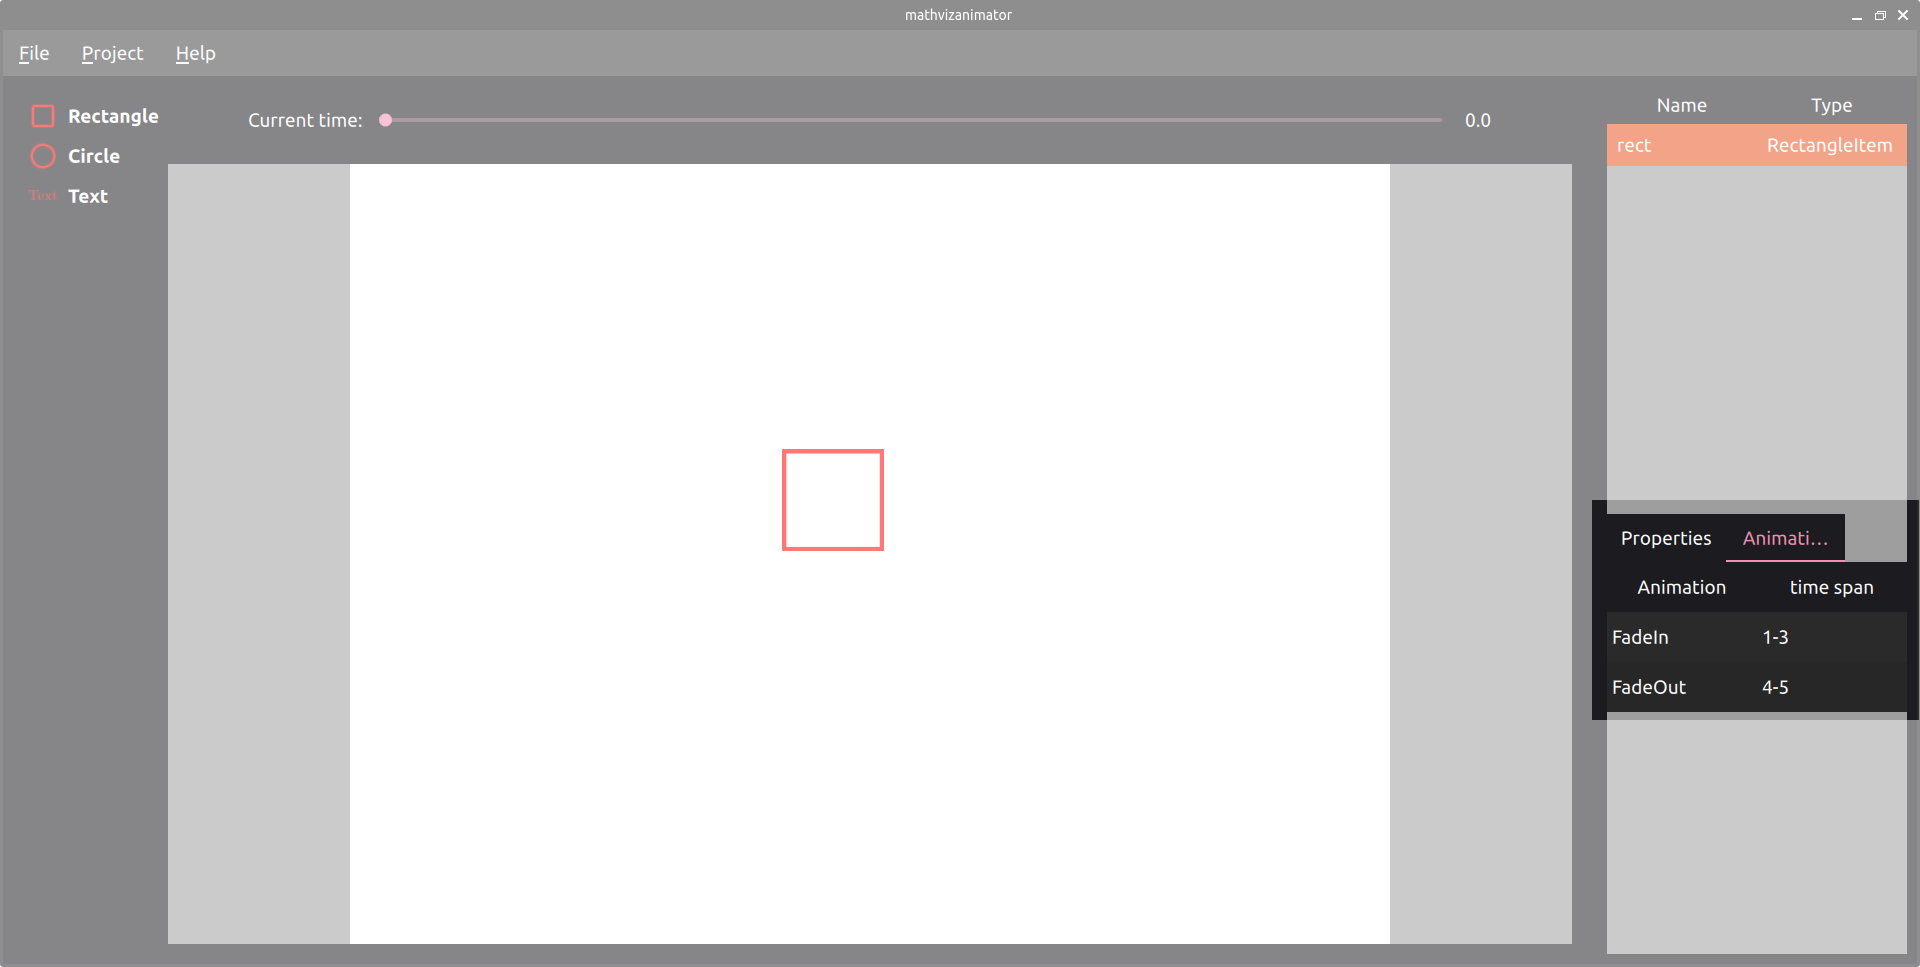 mathvizanimator
File Project Help
Rectangle
Circle
Text Text
Current time: 0.0
Name Type
rect RectangleItem
Properties Animati...
Animation time span
FadeIn 1-3
FadeOut 4-5